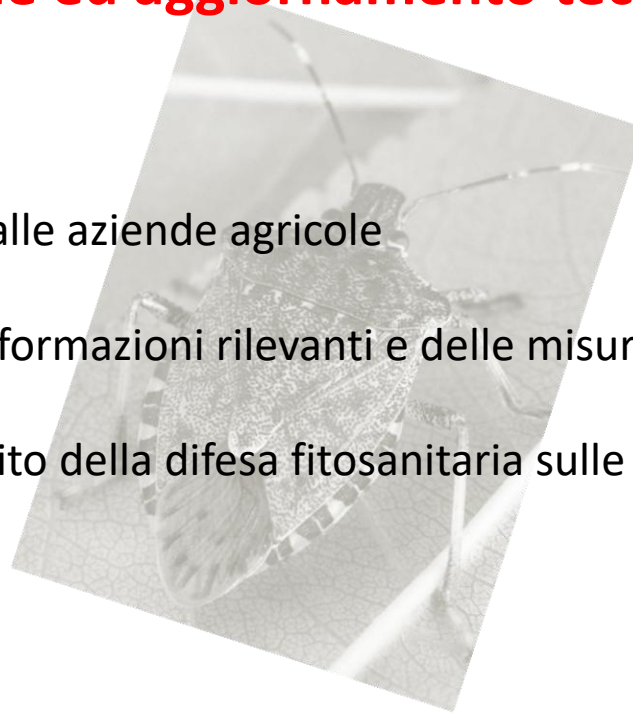 e ed aggiornamento tec
alle aziende agricole
formazioni rilevanti e delle misur
ito della difesa fitosanitaria sulle